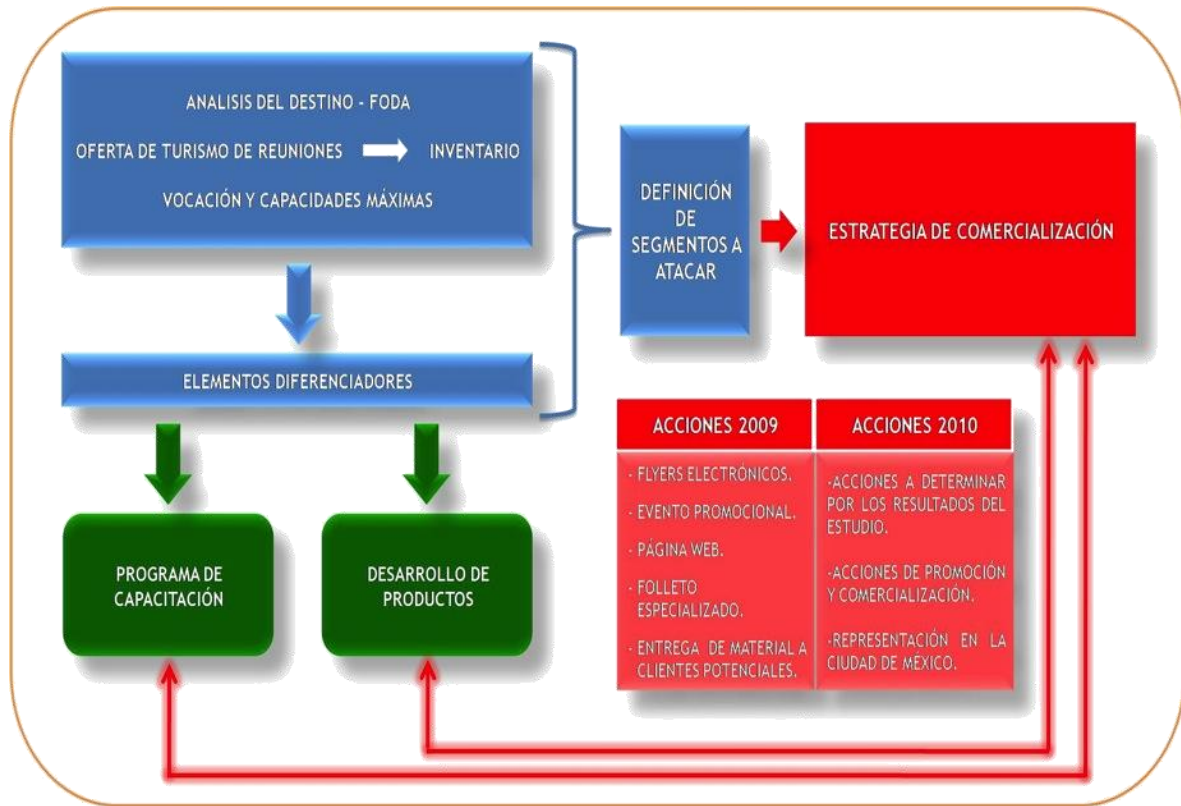 ANALISIS DEL DESTINO - FODA
OFERTA DE TURISMO DE REUNIONES
INVENTARIO
VOCACIÓN Y CAPACIDADES MÁXIMAS
ELEMENTOS DIFERENCIADORES
PROGRAMA DE
CAPACITACIÓN
DESARROLLO DE
PRODUCTOS
DEFINICIÓN
DE
SEGMENTOS A
ATACAR
ESTRATEGIA DE COMERCIALIZACIÓN
ACCIONES 2009
- FLYERS ELECTRÓNICOS.
- EVENTO PROMOCIONAL.
- PÁGINA WEB.
- FOLLETO
ESPECIALIZADO.
- ENTREGA DE MATERIAL A
CLIENTES POTENCIALES.
ACCIONES 2010
-ACCIONES A DETERMINAR
POR LOS RESULTADOS DEL
ESTUDIO.
-ACCIONES DE PROMOCIÓN
Y COMERCIALIZACIÓN.
-REPRESENTACIÓN EN LA
CIUDAD DE MÉXICO.